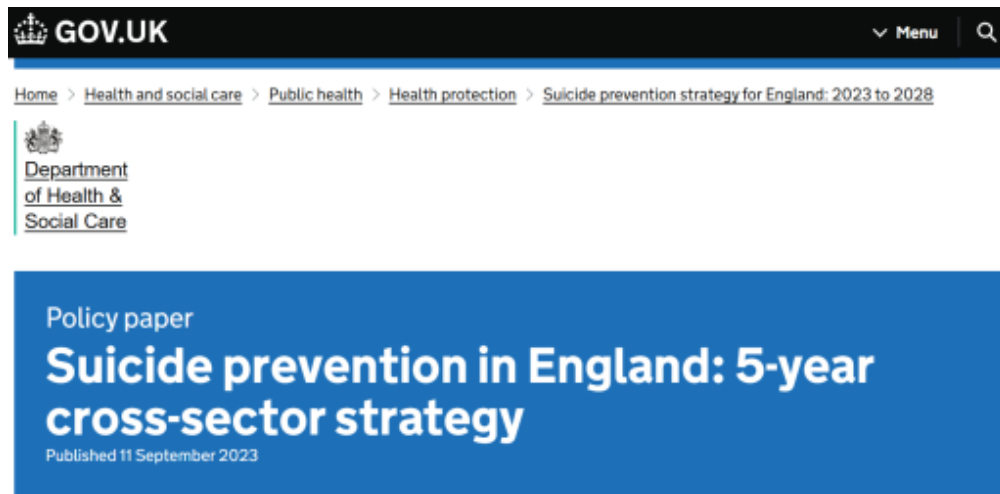 GOV.UK Menu
Home > Health and social care > Public health > Health protection > Suicide prevention strategy for England: 2023 to 2028
Department
of Health &
Social Care
Policy paper
Suicide prevention in England: 5-year
cross-sector strategy
Published 11 September 2023